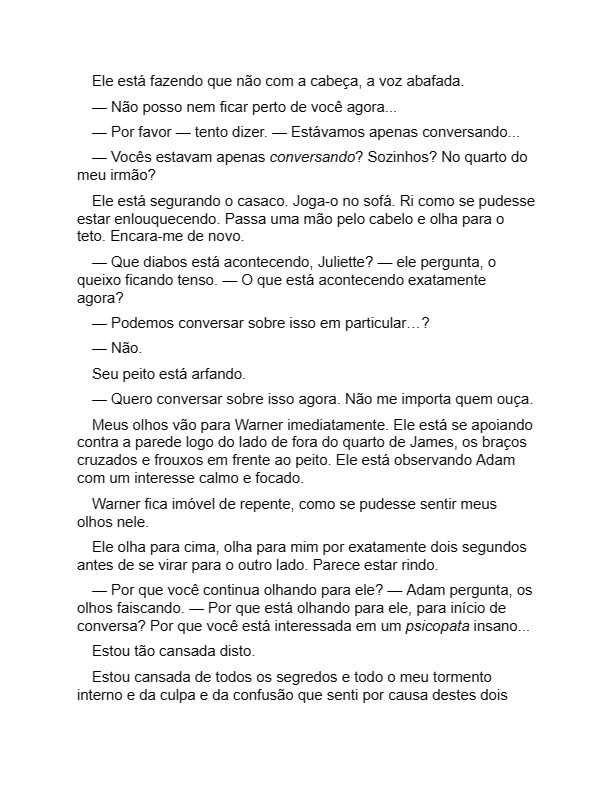 Ele está fazendo que não com a cabeça, a voz abafada.
— Não posso nem ficar perto de você agora...
— Por favor — tento dizer. — Estávamos apenas conversando...
— Vocês estavam apenas conversando? Sozinhos? No quarto do
meu irmão?
Ele está segurando o casaco. Joga-o no sofá. Ri como se pudesse
estar enlouquecendo. Passa uma mão pelo cabelo e olha para o
teto. Encara-me de novo.
— Que diabos está acontecendo, Juliette? — ele pergunta, o
queixo ficando tenso. — O que está acontecendo exatamente
agora?
— Podemos conversar sobre isso em particular…?
— Não.
Seu peito está arfando.
— Quero conversar sobre isso agora. Não me importa quem ouça.
Meus olhos vão para Warner imediatamente. Ele está se apoiando
contra a parede logo do lado de fora do quarto de James, os braços
cruzados e frouxos em frente ao peito. Ele está observando Adam
com um interesse calmo e focado.
Warner fica imóvel de repente, como se pudesse sentir meus
olhos nele.
Ele olha para cima, olha para mim por exatamente dois segundos
antes de se virar para o outro lado. Parece estar rindo.
— Por que você continua olhando para ele? — Adam pergunta, os
olhos faiscando. — Por que está olhando para ele, para início de
conversa? Por que você está interessada em um psicopata insano...
Estou tão cansada disto.
Estou cansada de todos os segredos e todo o meu tormento
interno e da culpa e da confusão que senti por causa destes dois